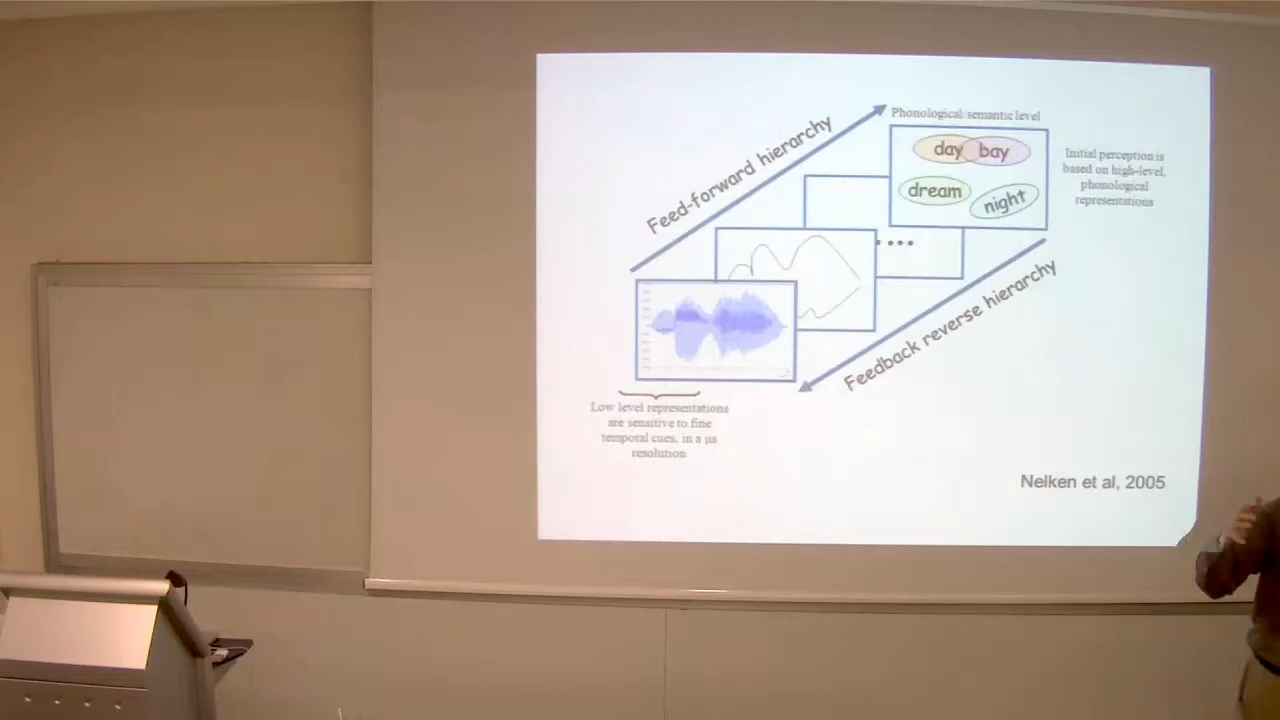 Phonological/semantic level
Feed-forward hierarchy
day bay
dream
night
Initial perception is
based on high-level,
phonological
representations
....
Feedback reverse hierarchy
Low level representations
are sensitive to fine
temporal cues, in a µs
resolution
Nelken et al, 2005